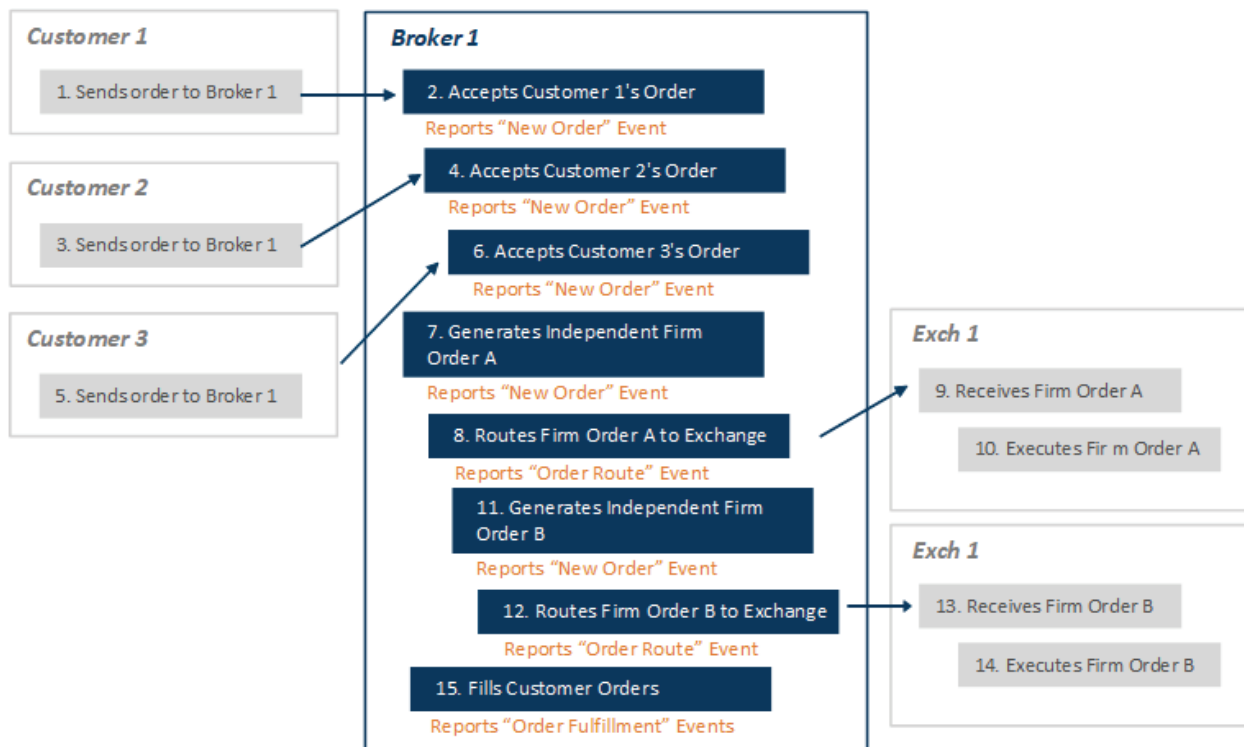 Customer 1
1. Sends order to Broker 1
Customer 2
3. Sends order to Broker 1
Customer 3
5. Sends order to Broker 1
Broker 1
2. Accepts Customer 1's Order
Reports “New Order” Event
4. Accepts Customer 2's Order
Reports “New Order” Event
6. Accepts Customer 3's Order
Reports “New Order” Event
7. Generates Independent Firm
Order A
Reports “New Order” Event
8. Routes Firm Order A to Exchange
Reports “Order Route” Event
11. Generates Independent Firm
Order B
Reports “New Order” Event
12. Routes Firm Order B to Exchange
Reports “Order Route” Event
15. Fills Customer Orders
Reports “Order Fulfillment” Events
Exch 1
9. Receives Firm Order A
10. Executes Fir m Order A
Exch 1
13. Receives Firm Order B
14. Executes Firm Order B